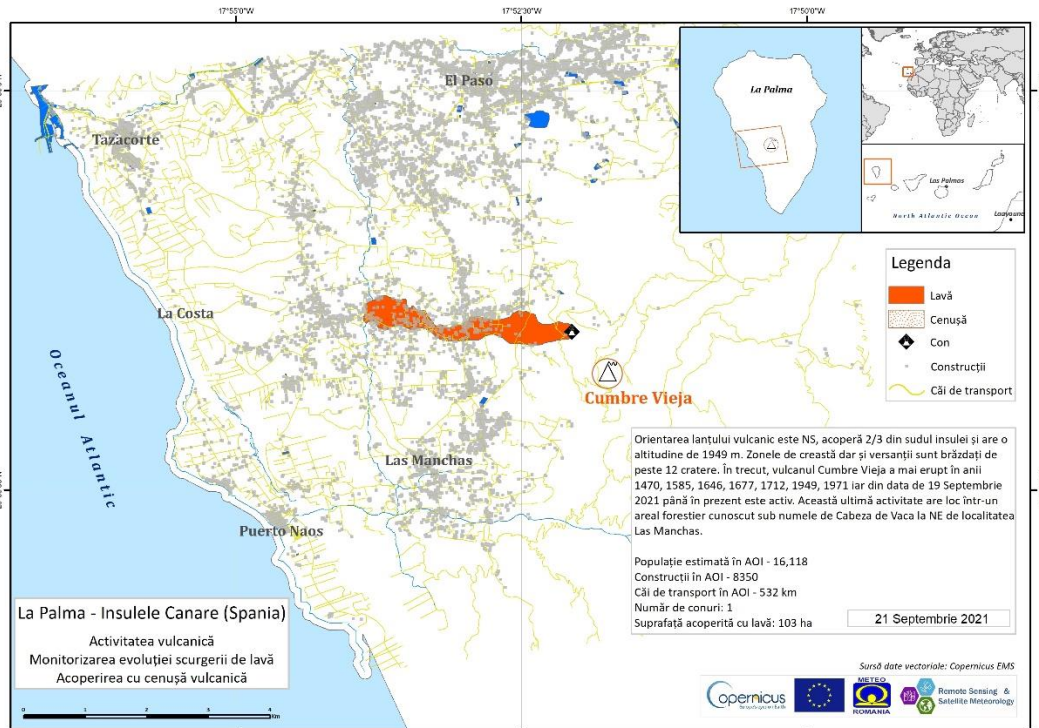 17°55'0"W
17°52'30"W
17°50'0"W
El Paso
Tazacorte
La Costa
Oceanul Atlantic
Cumbre Vieja
Las Manchas
Puerto Naos
La Palma
Las Palmas
North Atlantic Ocean
Laayoune
Legenda
Lavă
Cenușă
Con
Construcții
Căi de transport
Orientarea lanțului vulcanic este NS, acoperă 2/3 din sudul insulei și are o
altitudine de 1949 m. Zonele de creastă dar și versanții sunt brăzdați de
peste 12 cratere. În trecut, vulcanul Cumbre Vieja a mai erupt în anii
1470, 1585, 1646, 1677, 1712, 1949, 1971 iar din data de 19 Septembrie
2021 până în prezent este activ. Această ultimă activitate are loc într-un
areal forestier cunoscut sub numele de Cabeza de Vaca la NE de localitatea
Las Manchas.
Populație estimată în AOI - 16,118
Construcții în AOI - 8350
Căi de transport în AOI - 532 km
Număr de conuri: 1
Suprafață acoperită cu lavă: 103 ha
21 Septembrie 2021
La Palma - Insulele Canare (Spania)
Activitatea vulcanică
Monitorizarea evoluției scurgerii de lavă
Acoperirea cu cenușă vulcanică
0 1 2 3 4
Km
Sursă date vectoriale: Copernicus EMS
opernicus
METEO
ROMANIA
Remote Sensing &
Satellite Meteorology